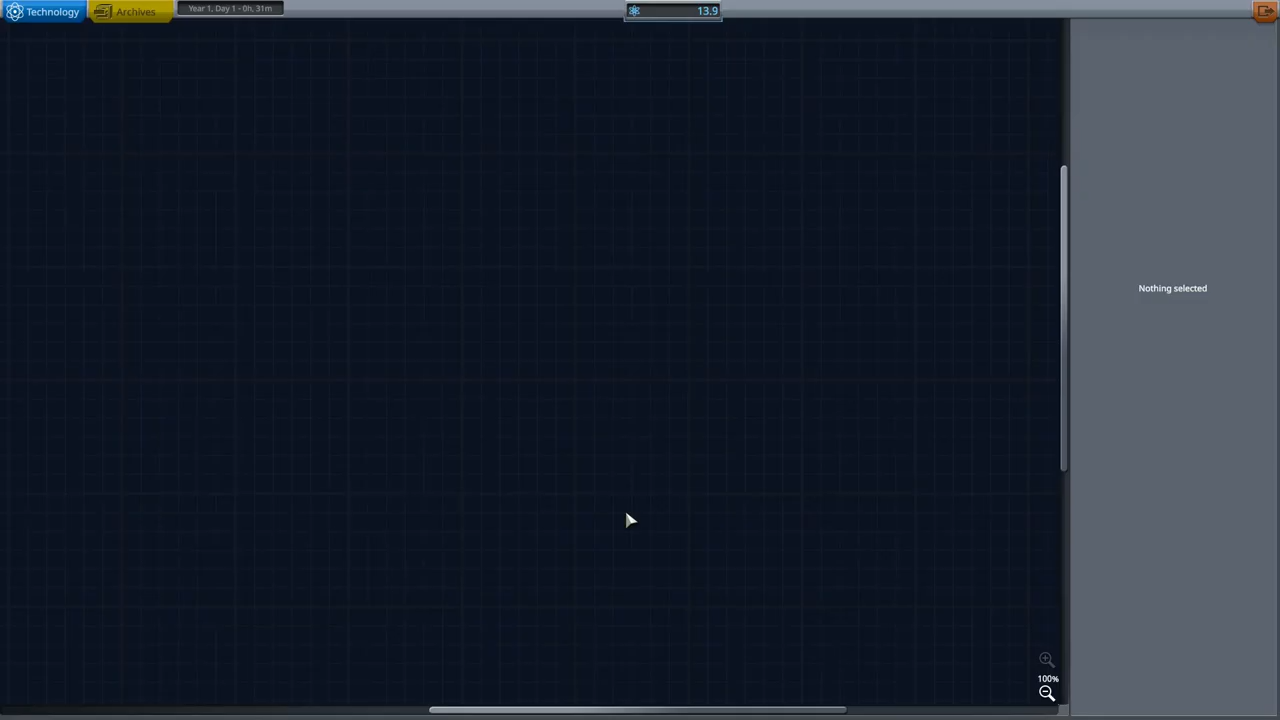 Technology
Archives
Year 1, Day 1 - 0h, 31m
13.9
Nothing selected
100%